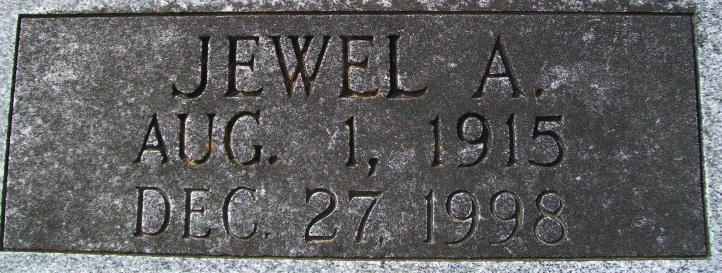 JEWEL A.
AUG. 1, 1915
DEC. 27, 1998